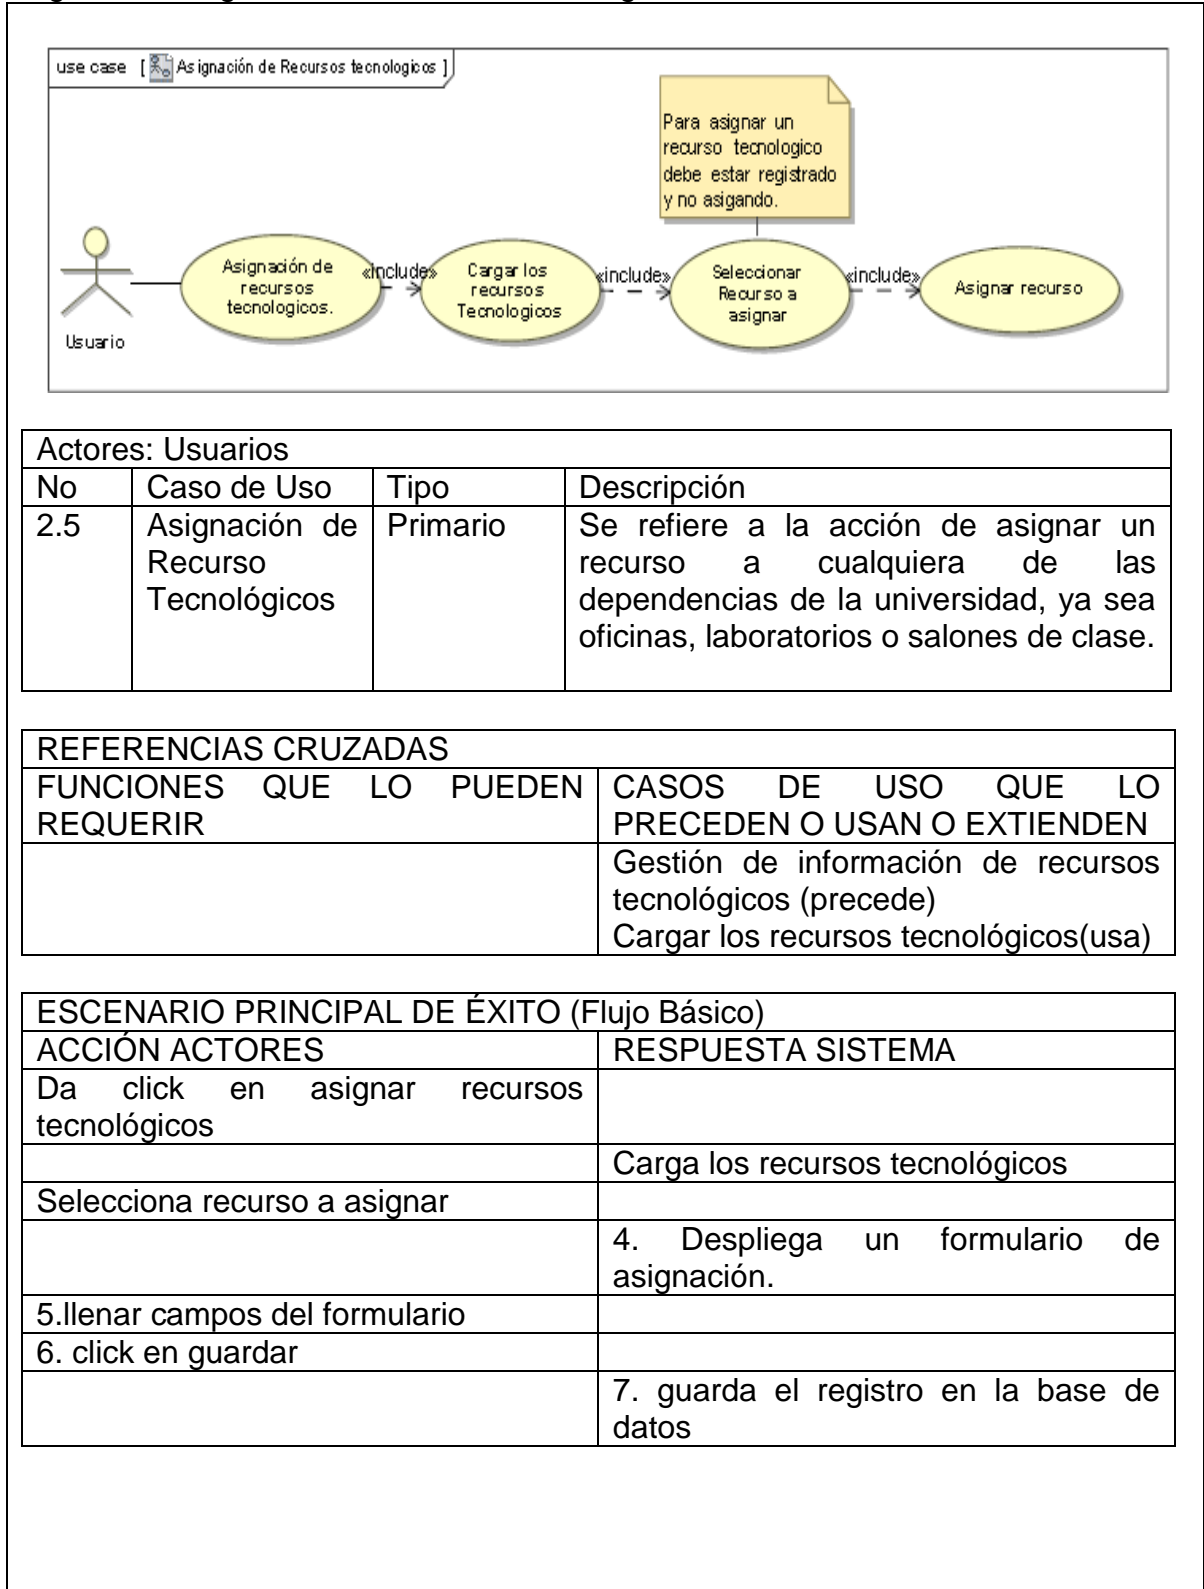 use case [ Asignación de Recursos tecnologicos ]
Para asignar un
recurso tecnologico
debe estar registrado
y no asigando.
Asignación de
recursos
tecnologicos.
«include»
Cargar los
recursos
Tecnologicos
«include»
Seleccionar
Recurso a
asignar
«include»
Asignar recurso
Usuario
Actores: Usuarios
No Caso de Uso Tipo Descripción
2.5 Asignación de Primario Se refiere a la acción de asignar un
Recurso recurso a cualquiera de las
Tecnológicos dependencias de la universidad, ya sea
oficinas, laboratorios o salones de clase.
REFERENCIAS CRUZADAS
FUNCIONES QUE LO PUEDEN CASOS DE USO QUE LO
REQUERIR PRECEDEN O USAN O EXTIENDEN
Gestión de información de recursos
tecnológicos (precede)
Cargar los recursos tecnológicos(usa)
ESCENARIO PRINCIPAL DE ÉXITO (Flujo Básico)
ACCIÓN ACTORES RESPUESTA SISTEMA
Da click en asignar recursos
tecnológicos
Carga los recursos tecnológicos
Selecciona recurso a asignar
4. Despliega un formulario de
asignación.
5.llenar campos del formulario
6. click en guardar
7. guarda el registro en la base de
datos